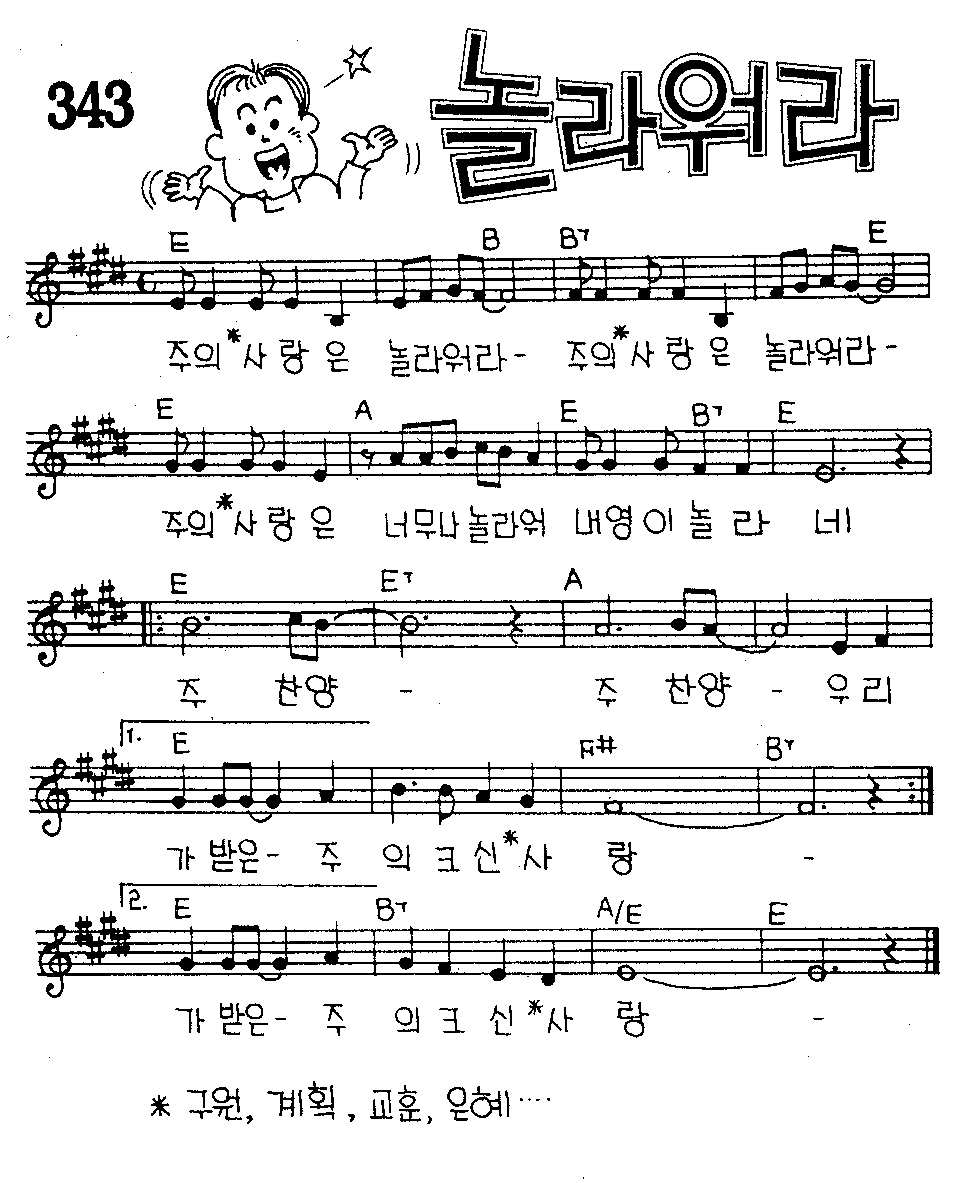 343
놀라워라
E B B7 E
주의*사랑은 놀라워라- 주의*사랑은 놀라워라-
E A E B7 E
주의*사랑은 너무나놀라워 내영이놀라 네
E E7 A
주 찬양 - 주 찬양 - 우리
1. E F# B7
가받은- 주 의크신*사 랑 -
2. E B7 A/E E
가받은- 주 의크신*사 랑 -
* 구원, 계획, 교훈, 은혜····